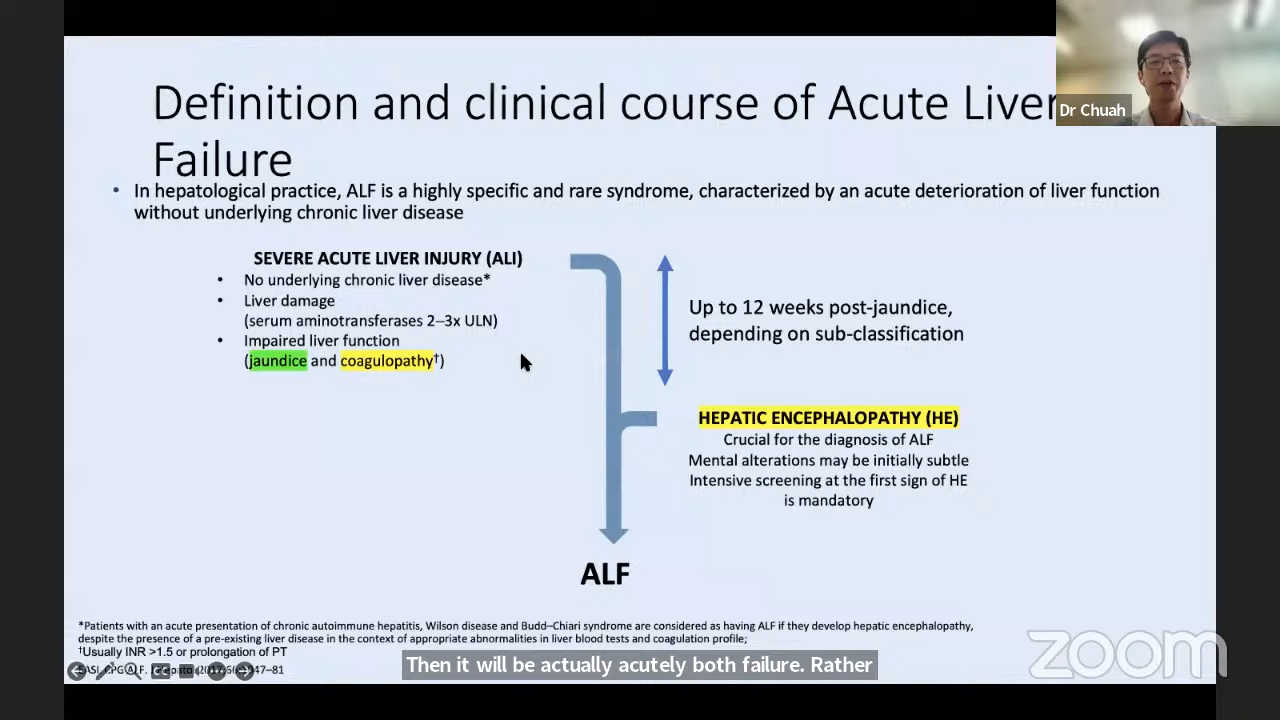 Definition and clinical course of Acute Liver
Failure
Dr Chuah
• In hepatological practice, ALF is a highly specific and rare syndrome, characterized by an acute deterioration of liver function
without underlying chronic liver disease
SEVERE ACUTE LIVER INJURY (ALI)
• No underlying chronic liver disease*
• Liver damage
(serum aminotransferases 2–3x ULN)
• Impaired liver function
(jaundice and coagulopathy†)
Up to 12 weeks post-jaundice,
depending on sub-classification
HEPATIC ENCEPHALOPATHY (HE)
Crucial for the diagnosis of ALF
Mental alterations may be initially subtle
Intensive screening at the first sign of HE
is mandatory
ALF
*Patients with an acute presentation of chronic autoimmune hepatitis, Wilson disease and Budd–Chiari syndrome are considered as having ALF if they develop hepatic encephalopathy,
despite the presence of a pre-existing liver disease in the context of appropriate abnormalities in liver blood tests and coagulation profile;
†Usually INR >1.5 or prolongation of PT
EASL CPG ALF.
Then it will be actually acutely both failure. Rather
zoom